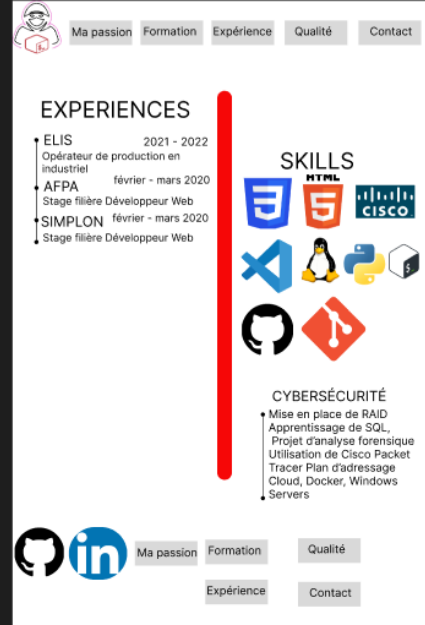 Ma passion
Formation
Expérience
Qualité
Contact
EXPERIENCES
ELIS
2021 - 2022
Opérateur de production en
industriel
AFPA
février - mars 2020
Stage filière Développeur Web
SIMPLON
février - mars 2020
Stage filière Développeur Web
SKILLS
HTML
3
5
CISCO
$_
CYBERSÉCURITÉ
Mise en place de RAID
Apprentissage de SQL,
Projet d'analyse forensique
Utilisation de Cisco Packet
Tracer Plan d'adressage
Cloud, Docker, Windows
Servers
in
Ma passion
Formation
Qualité
Expérience
Contact